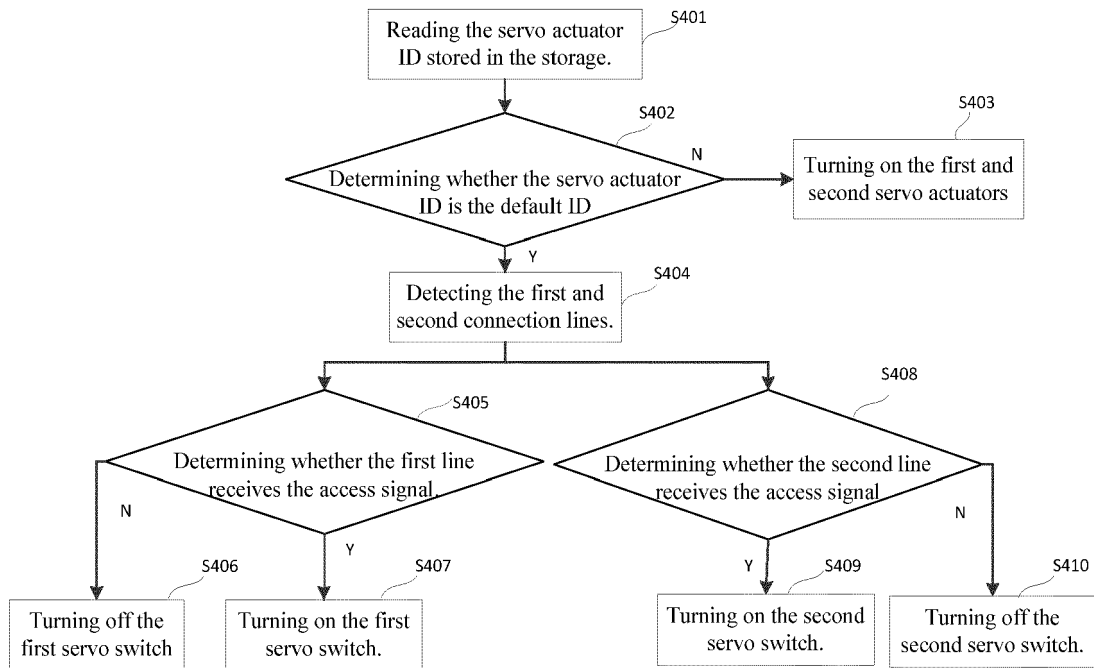 Reading the servo actuator
ID stored in the storage.
S401
S402
Determining whether the servo actuator
ID is the default ID
N
S403
Turning on the first and
second servo actuators
Y
S404
Detecting the first and
second connection lines.
S405
Determining whether the first line
receives the access signal.
N
Y
S408
Determining whether the second line
receives the access signal
Y
N
S406
Turning off the
first servo switch
S407
Turning on the first
servo switch.
S409
Turning on the second
servo switch.
S410
Turning off the
second servo switch.